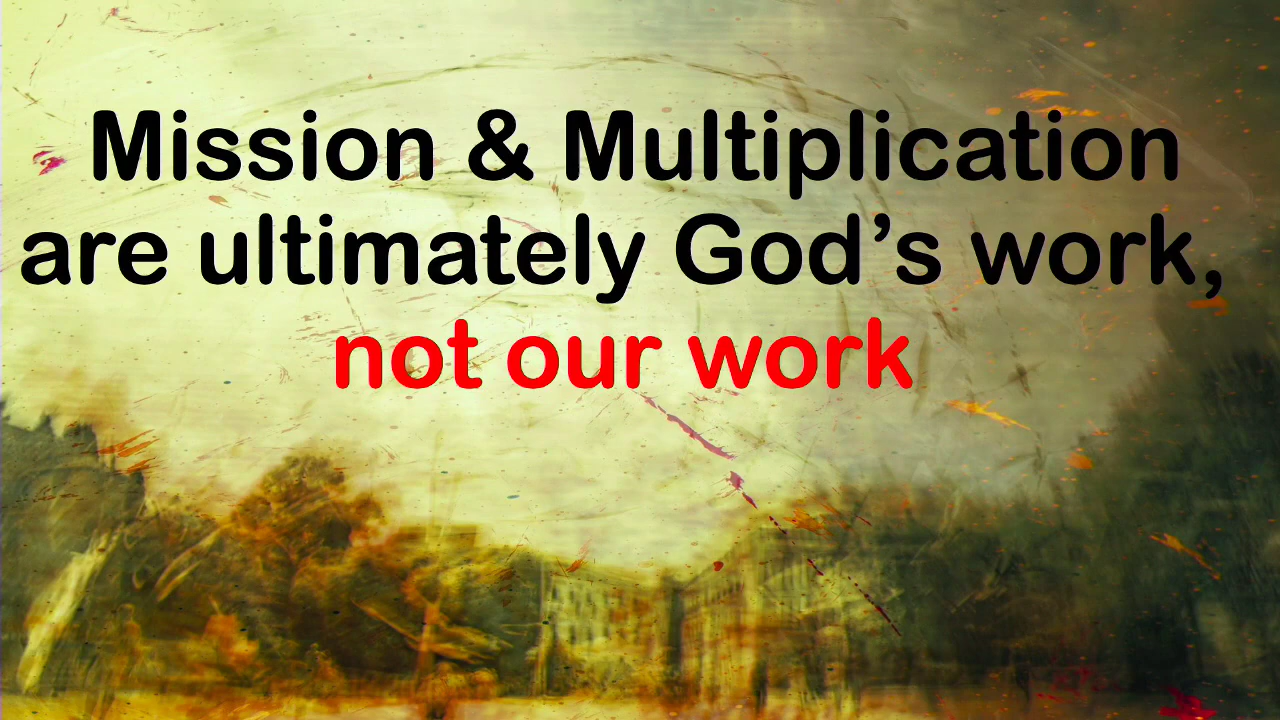 Mission & Multiplication
are ultimately God’s work,
not our work